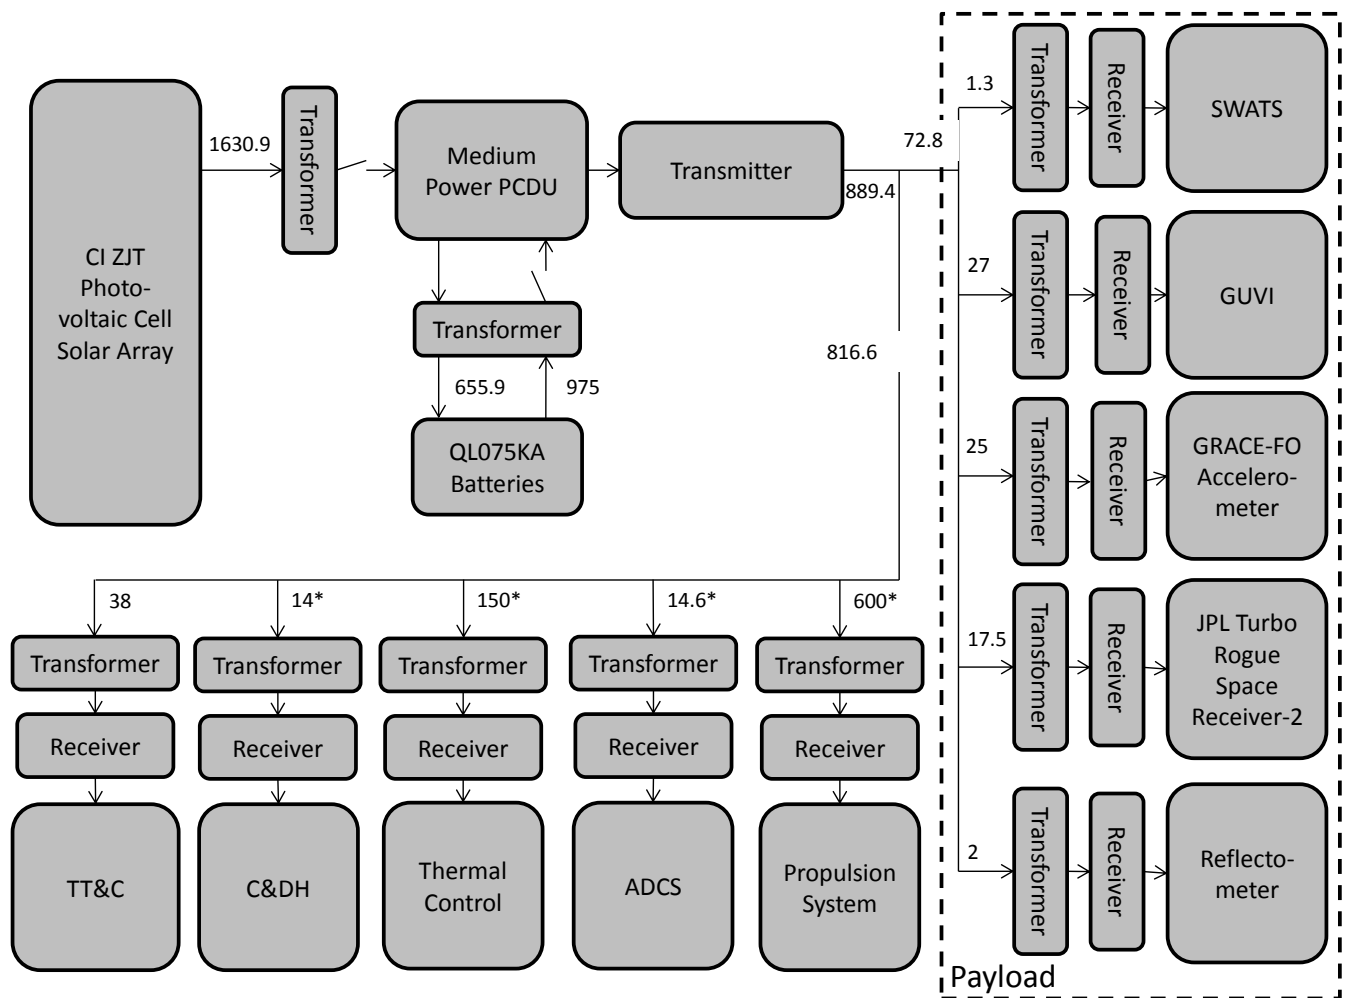 1630.9
Transformer
CI ZJT
Photo-
voltaic Cell
Solar Array
Medium
Power PCDU
Transmitter
889.4
72.8
Transformer
655.9
975
QL075KA
Batteries
816.6
1.3
Transformer
Receiver
SWATS
27
Transformer
Receiver
GUVI
25
Transformer
Receiver
GRACE-FO
Accelero-
meter
17.5
Transformer
Receiver
JPL Turbo
Rogue
Space
Receiver-2
2
Transformer
Receiver
Reflecto-
meter
Payload
38
14*
150*
14.6*
600*
Transformer
Transformer
Transformer
Transformer
Transformer
Receiver
Receiver
Receiver
Receiver
Receiver
TT&C
C&DH
Thermal
Control
ADCS
Propulsion
System